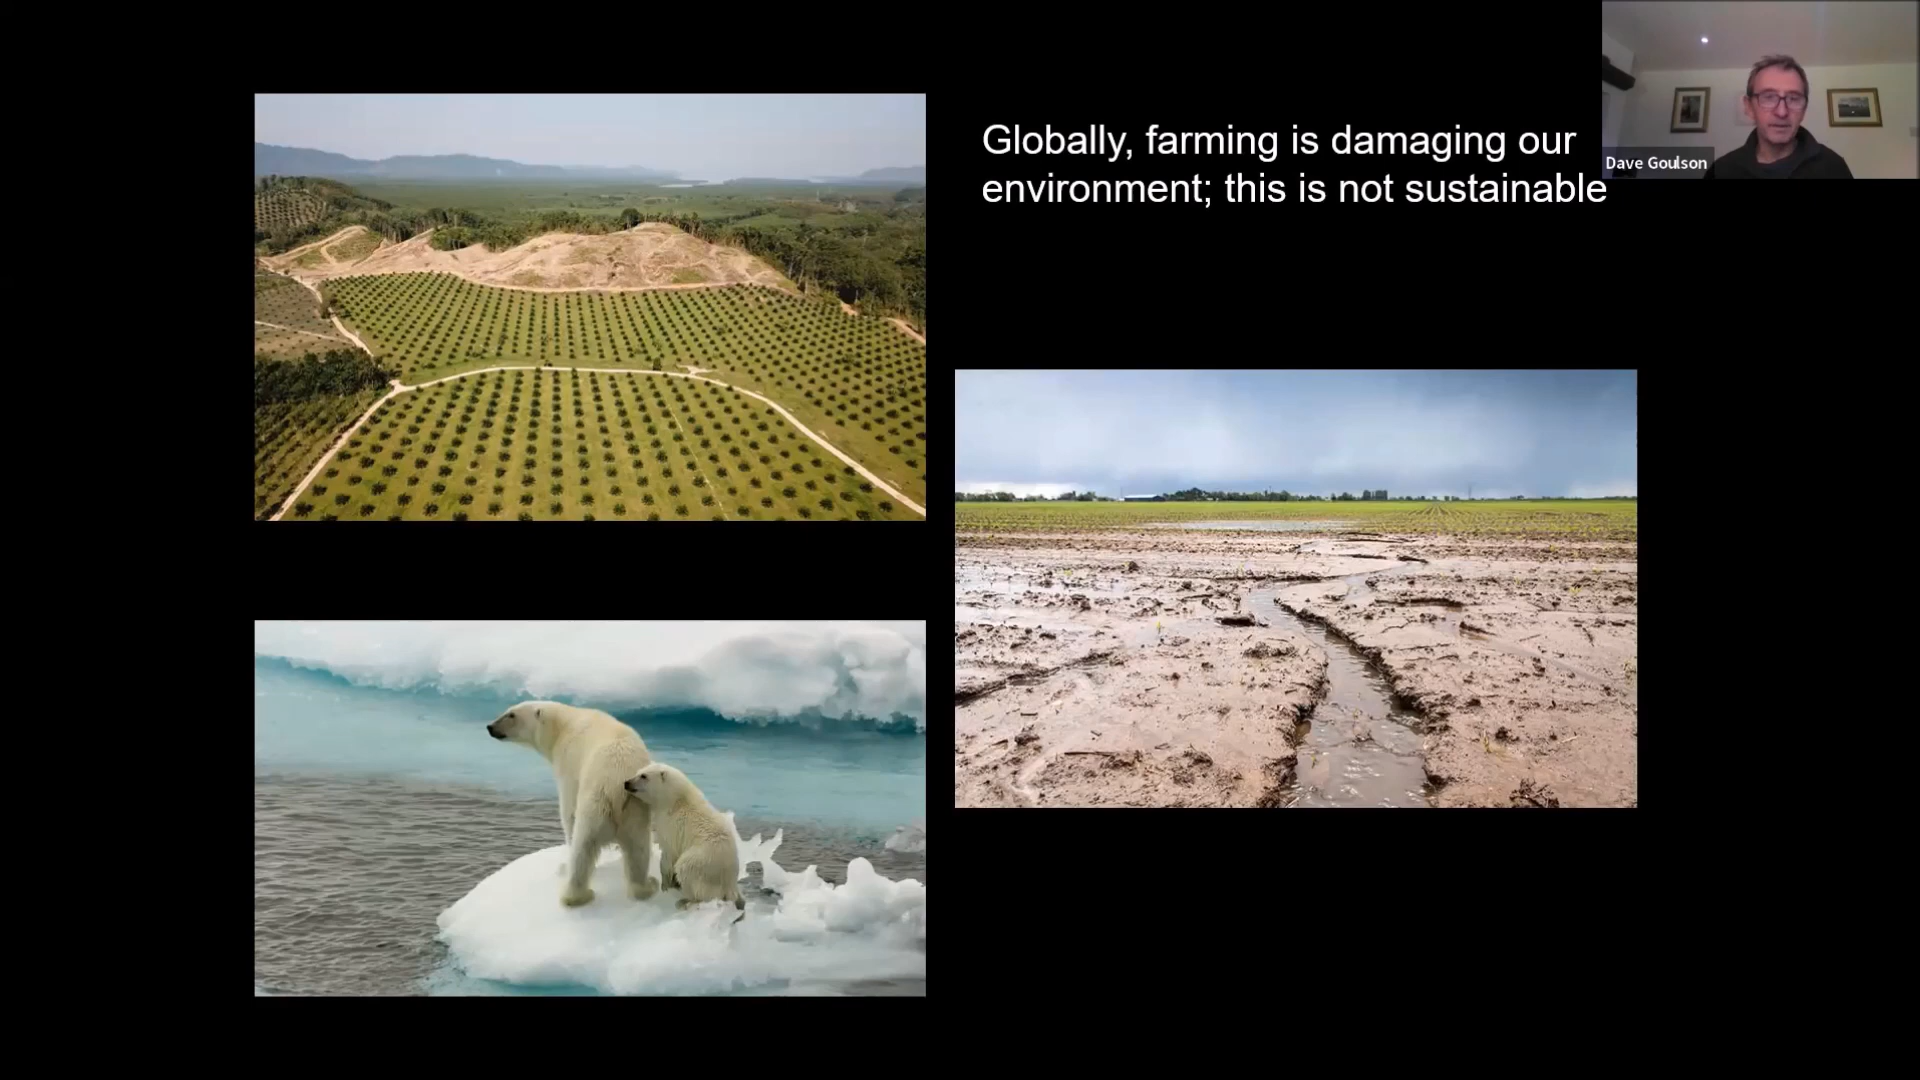 Globally, farming is damaging our
environment; this is not sustainable
Dave Goulson